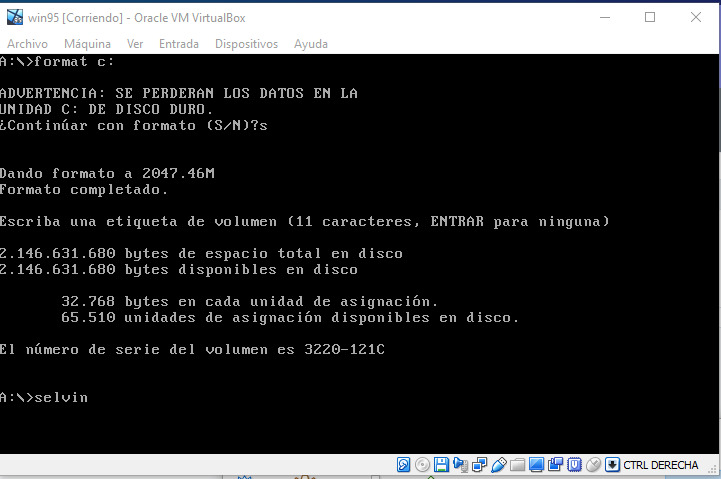 win95 [Corriendo] - Oracle VM VirtualBox
Archivo Máquina Ver Entrada Dispositivos Ayuda
A:\>format c:
ADVERTENCIA: SE PERDERAN LOS DATOS EN LA
UNIDAD C: DE DISCO DURO.
¿Continúar con formato (S/N)?s
Dando formato a 2047.46M
Formato completado.
Escriba una etiqueta de volumen (11 caracteres, ENTRAR para ninguna)
2.146.631.680 bytes de espacio total en disco
2.146.631.680 bytes disponibles en disco
32.768 bytes en cada unidad de asignación.
65.510 unidades de asignación disponibles en disco.
El número de serie del volumen es 3220-121C
A:\>selvin
CTRL DERECHA